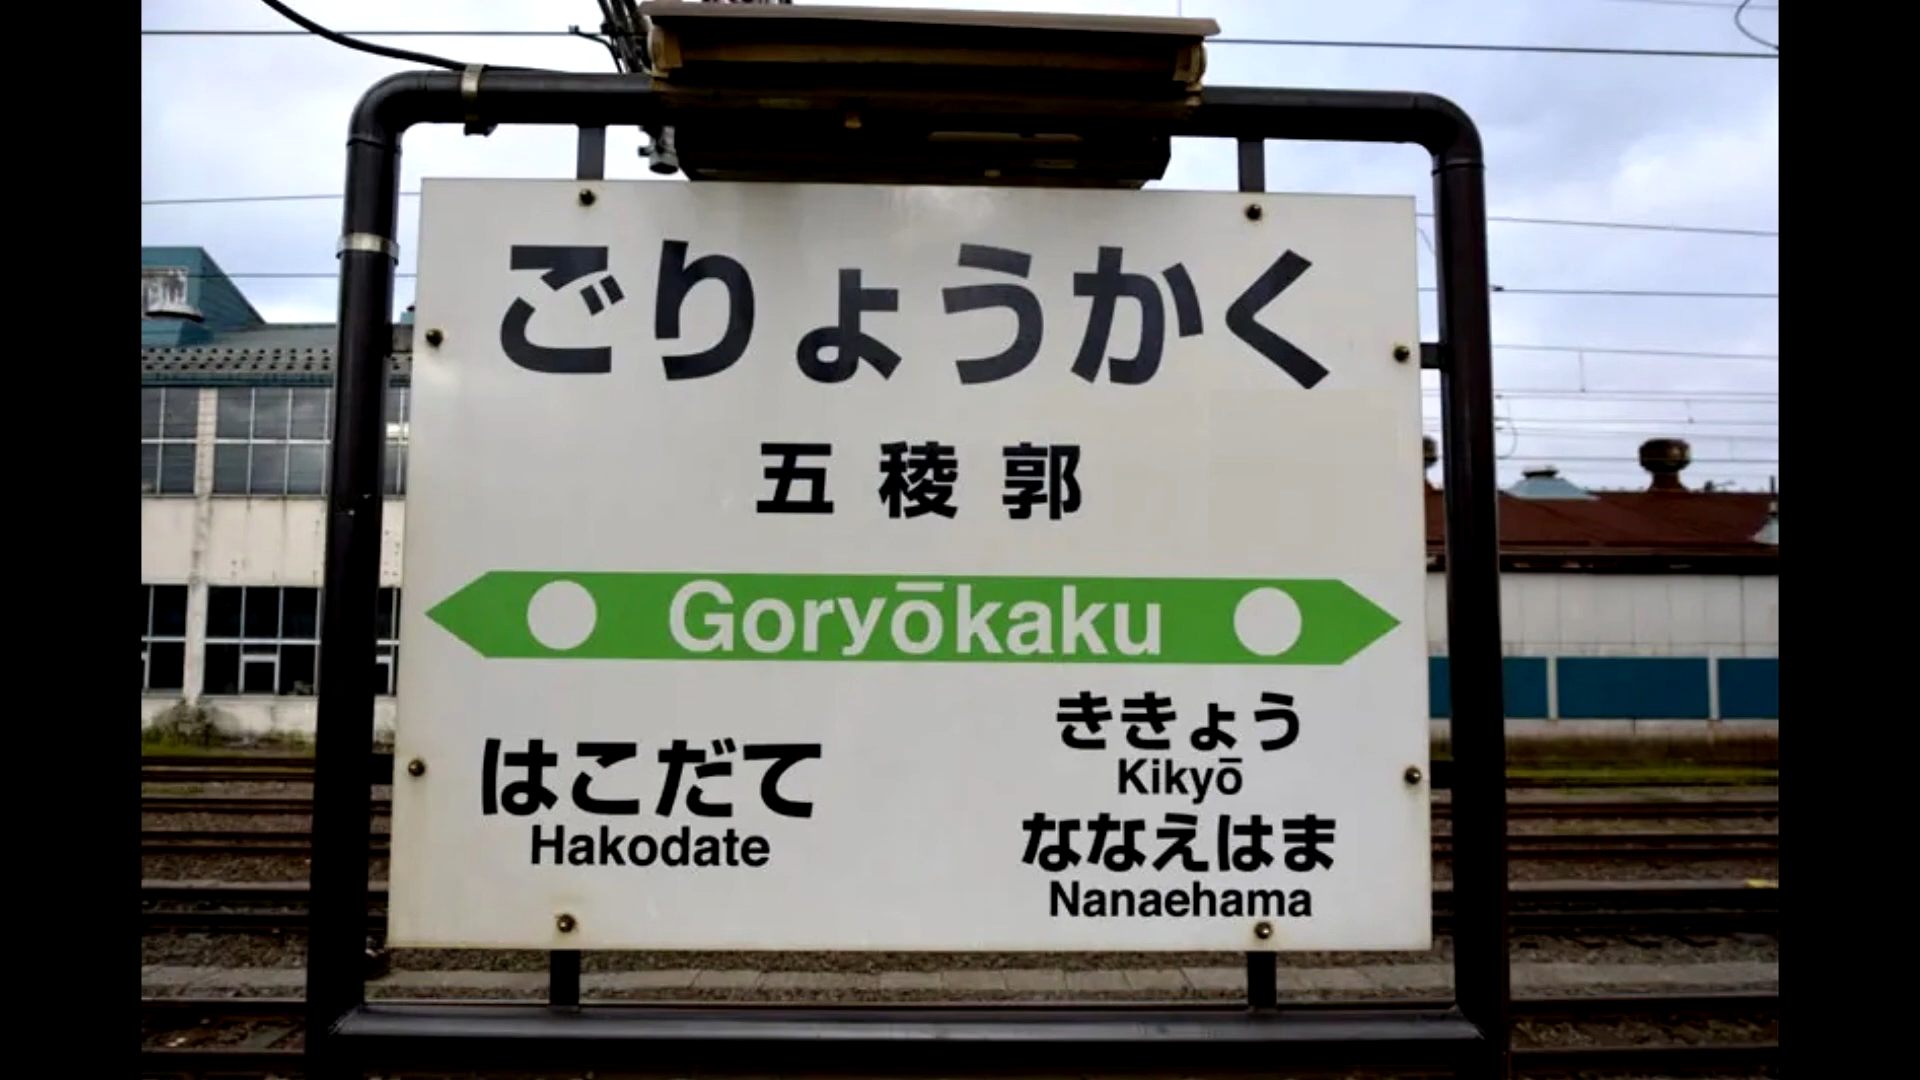 ごりょうかく
五稜郭
Goryōkaku
はこだて
Hakodate
ききょう
Kikyō
ななえはま
Nanaehama